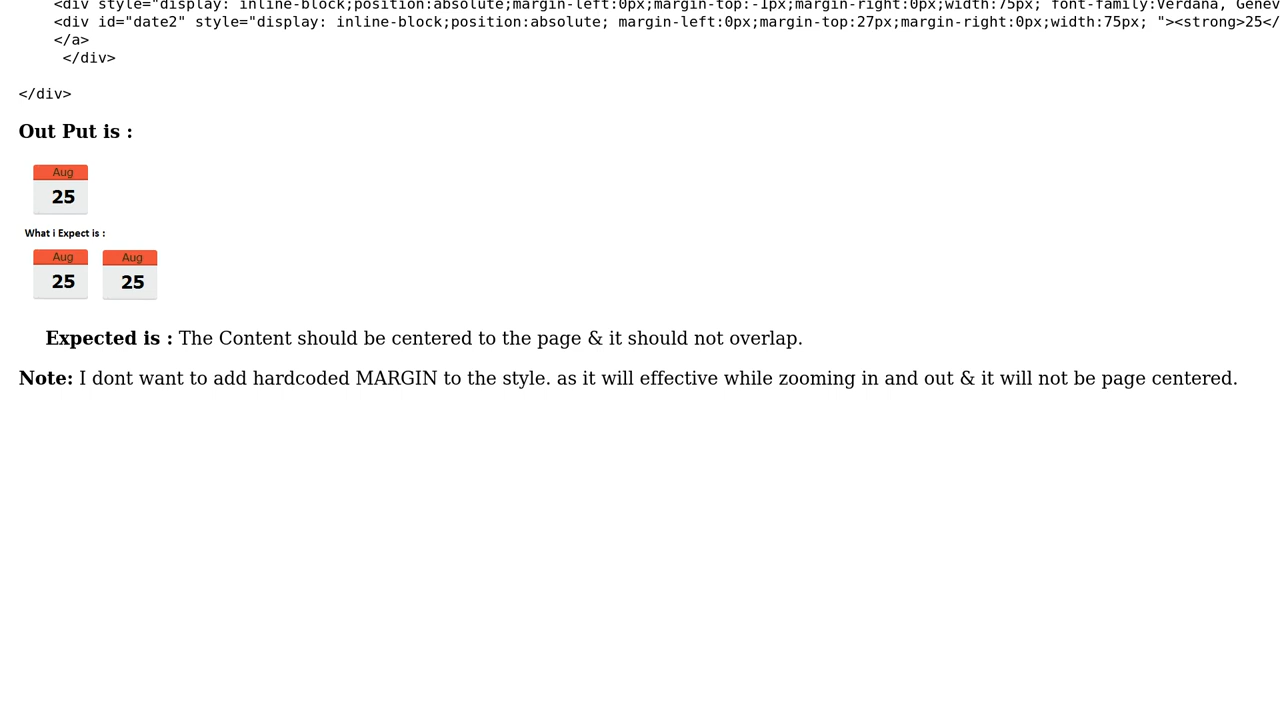 <div style="display: inline-block;position:absolute;margin-left:0px;margin-top:-1px;margin-right:0px;width:75px; font-family:Verdana, Genev
<div id="date2" style="display: inline-block;position:absolute; margin-left:0px;margin-top:27px;margin-right:0px;width:75px; "><strong>25</
</a>
</div>
</div>
Out Put is :
Aug
25
What i Expect is :
Aug Aug
25 25
Expected is : The Content should be centered to the page & it should not overlap.
Note: I dont want to add hardcoded MARGIN to the style. as it will effective while zooming in and out & it will not be page centered.